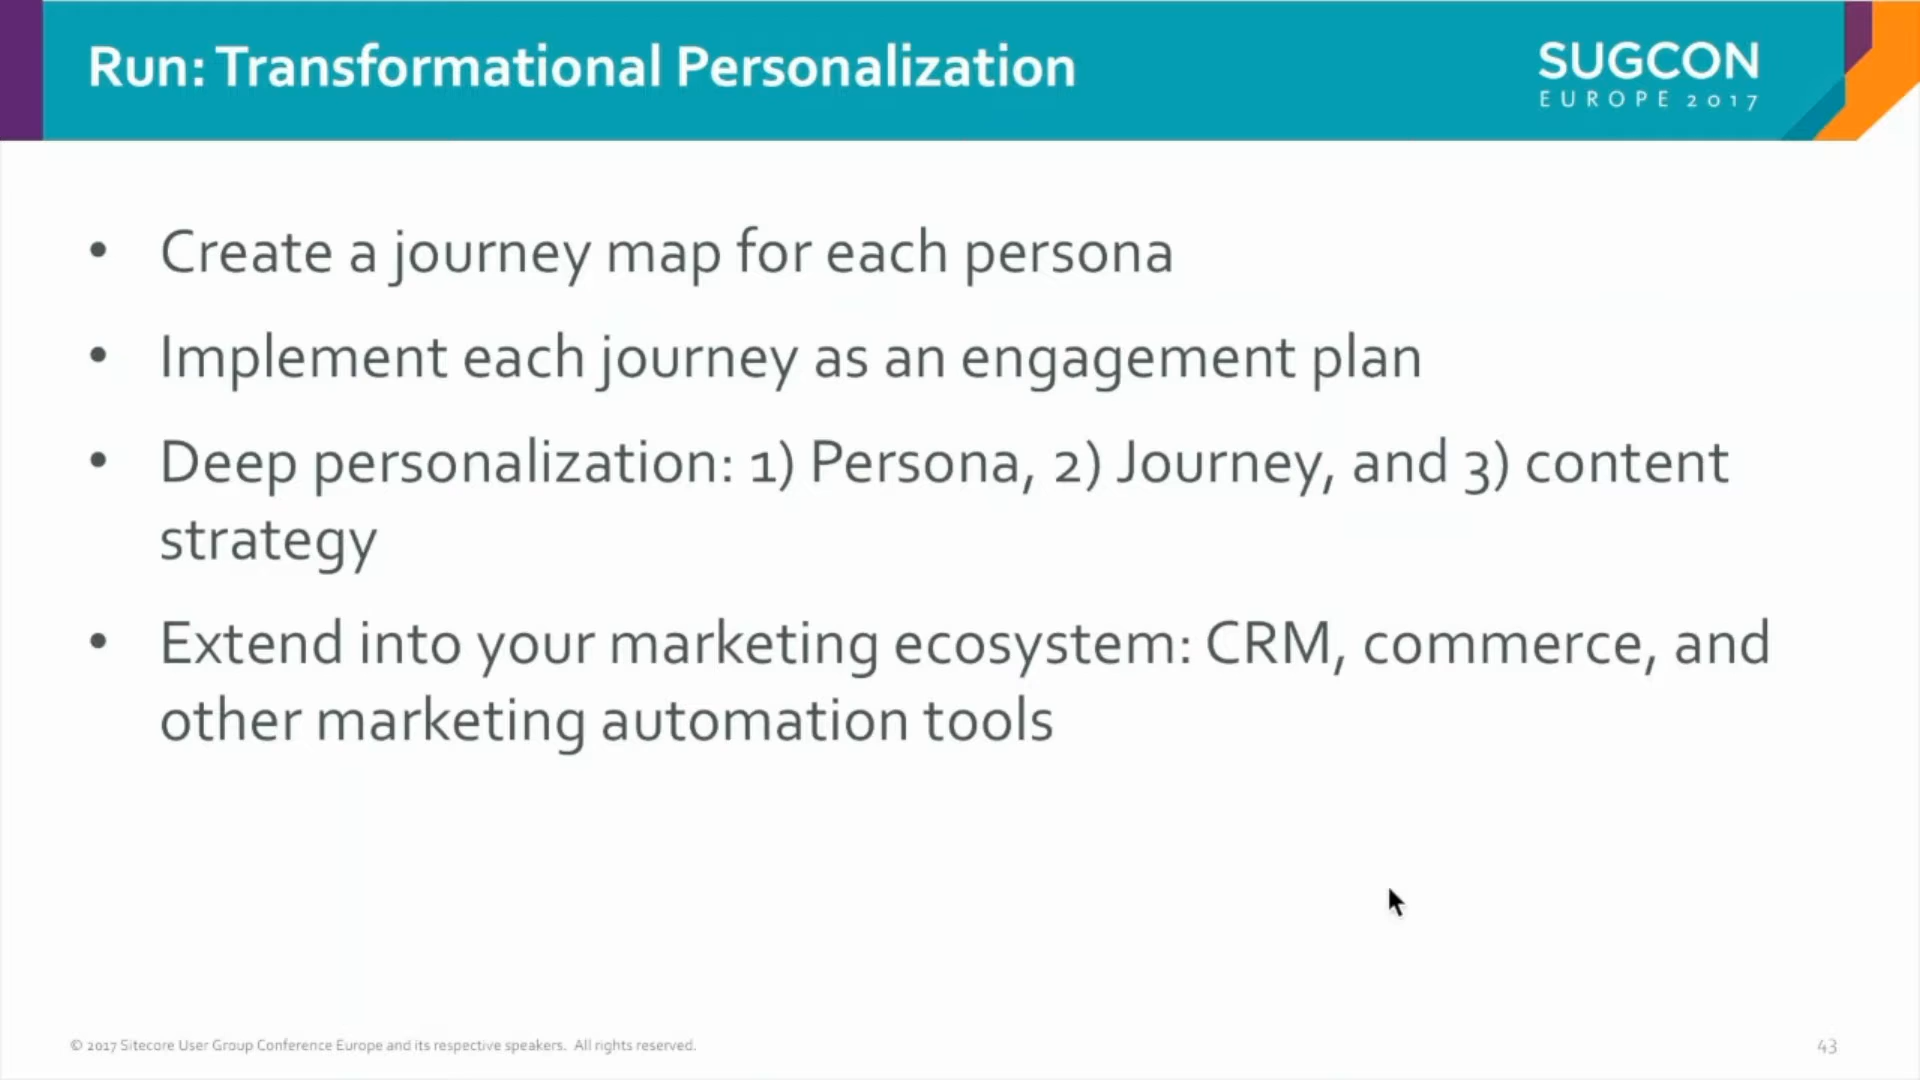 Run: Transformational Personalization
SUGCON
EUROPE 2017
• Create a journey map for each persona
• Implement each journey as an engagement plan
• Deep personalization: 1) Persona, 2) Journey, and 3) content
strategy
• Extend into your marketing ecosystem: CRM, commerce, and
other marketing automation tools
© 2017 Sitecore User Group Conference Europe and its respective speakers. All rights reserved.
43